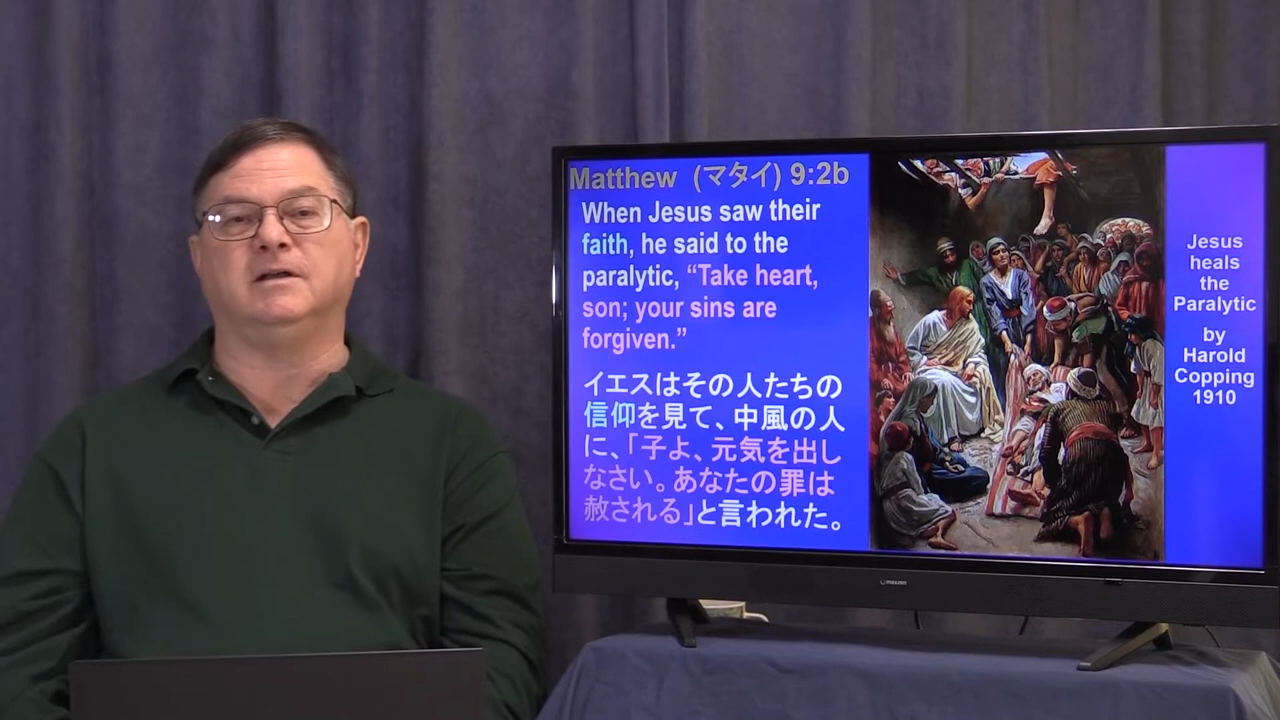 Matthew (マタイ) 9:2b
When Jesus saw their
faith, he said to the
paralytic, “Take heart,
son; your sins are
forgiven.”
イエスはその人たちの
信仰を見て、中風の人
に、「子よ、元気を出し
なさい。あなたの罪は
赦される」と言われた。
Jesus
heals
the
Paralytic
by
Harold
Copping
1910